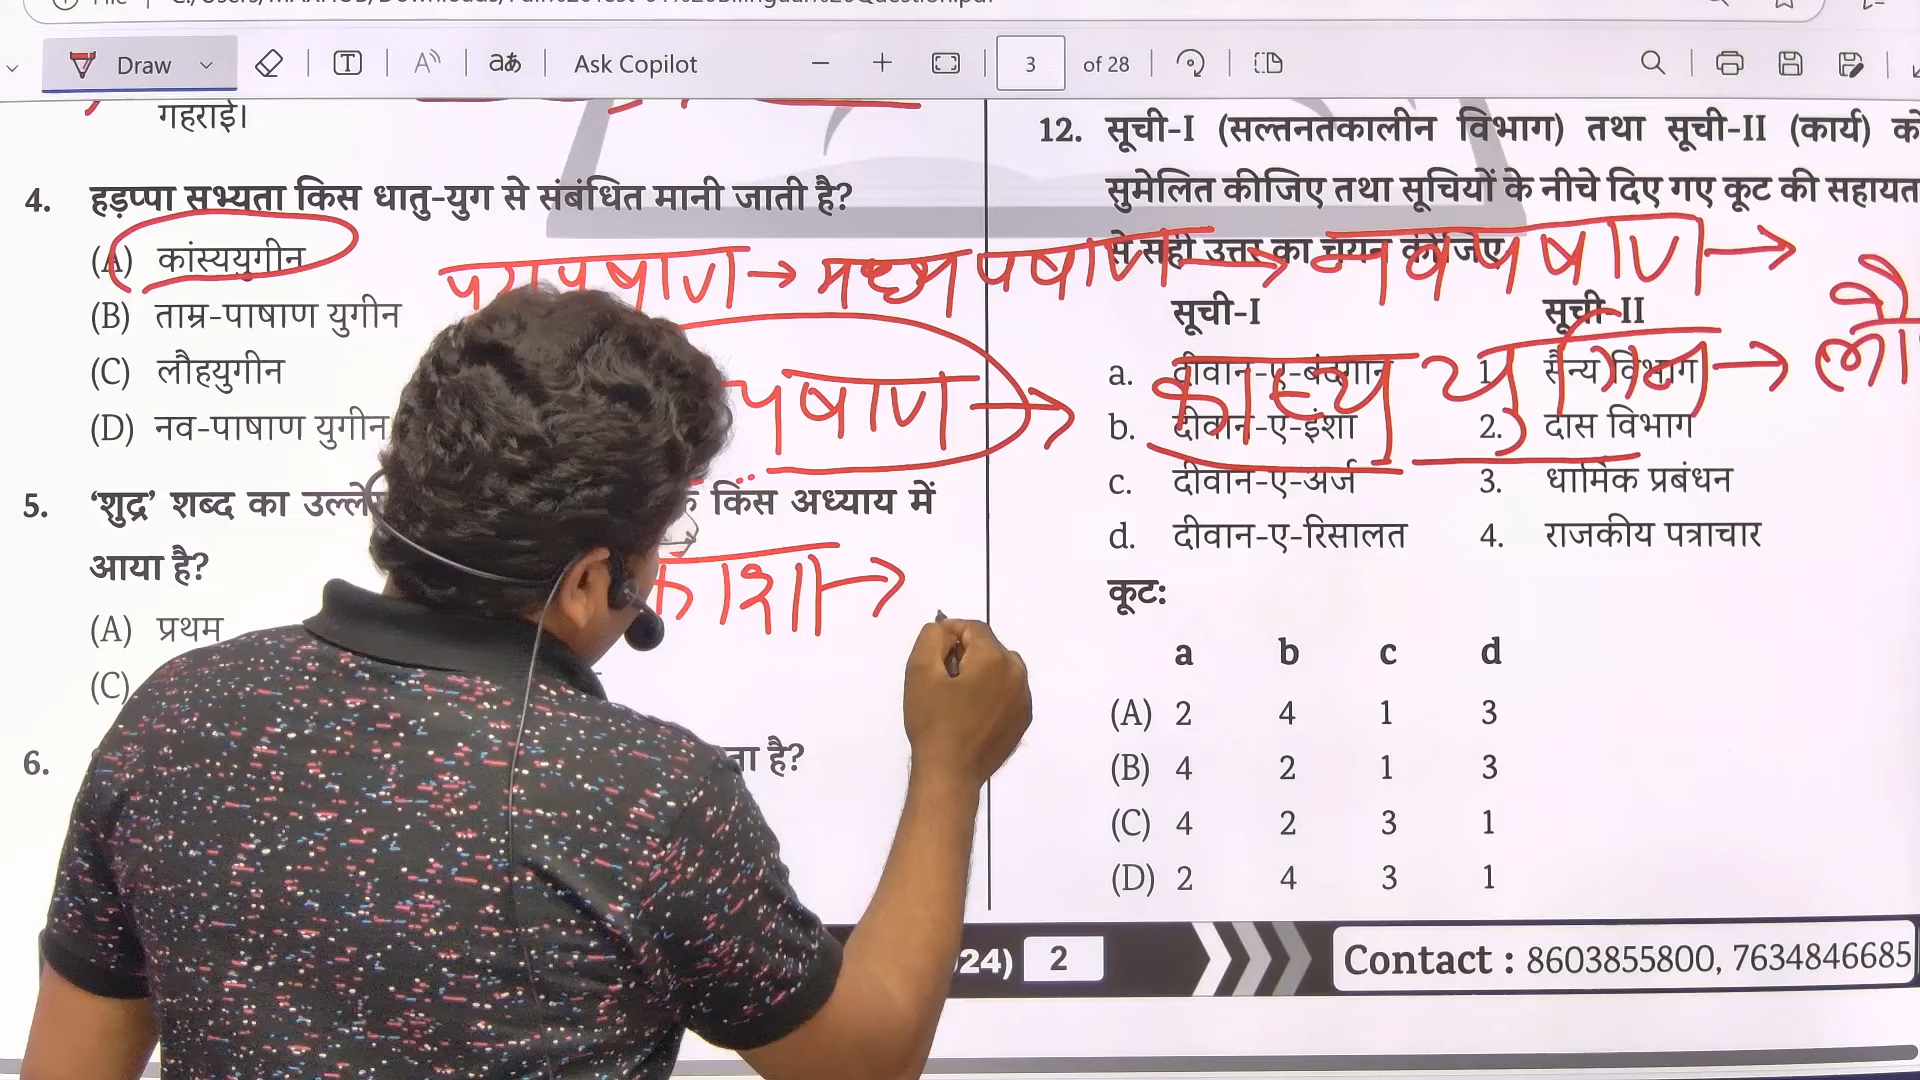 Draw
Ask Copilot
3 of 28
गहराई।
4. हड़प्पा सभ्यता किस धातु-युग से संबंधित मानी जाती है?
(A) कांस्ययुगीन
(B) ताम्र-पाषाण युगीन
(C) लौहयुगीन
(D) नव-पाषाण युगीन
मध्य पषाण →
नवपषाण →
पषाण →
काशा →
5. ‘शुद्र’ शब्द का
किस अध्याय में
आया है?
(A) प्रथम
(C)
6.
है?
12. सूची-I (सल्तनतकालीन विभाग) तथा सूची-II (कार्य) को
सुमेलित कीजिए तथा सूचियों के नीचे दिए गए कूट की सहायता
से सही उत्तर का चयन कीजिए
सूची-I सूची-II
a. दीवान-ए-बंदगान 1. सैन्य विभाग
b. दीवान-ए-इंशा 2. दास विभाग
c. दीवान-ए-अर्ज 3. धार्मिक प्रबंधन
d. दीवान-ए-रिसालत 4. राजकीय पत्राचार
कूट:
a b c d
(A) 2 4 1 3
(B) 4 2 1 3
(C) 4 2 3 1
(D) 2 4 3 1
24) 2
Contact : 8603855800, 7634846685